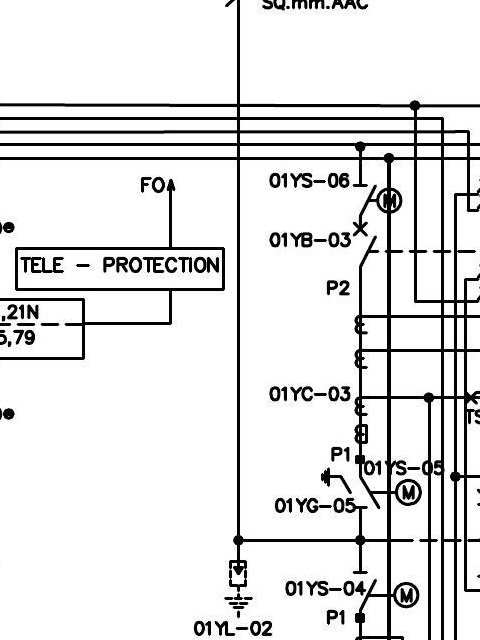 SQ.mm.AAC
01YS-06
FO
M
01YB-03
TELE - PROTECTION
P2
,21N
5,79
01YC-03
TS
P1
01YS-05
M
01YG-05
01YS-04
M
P1
01YL-02